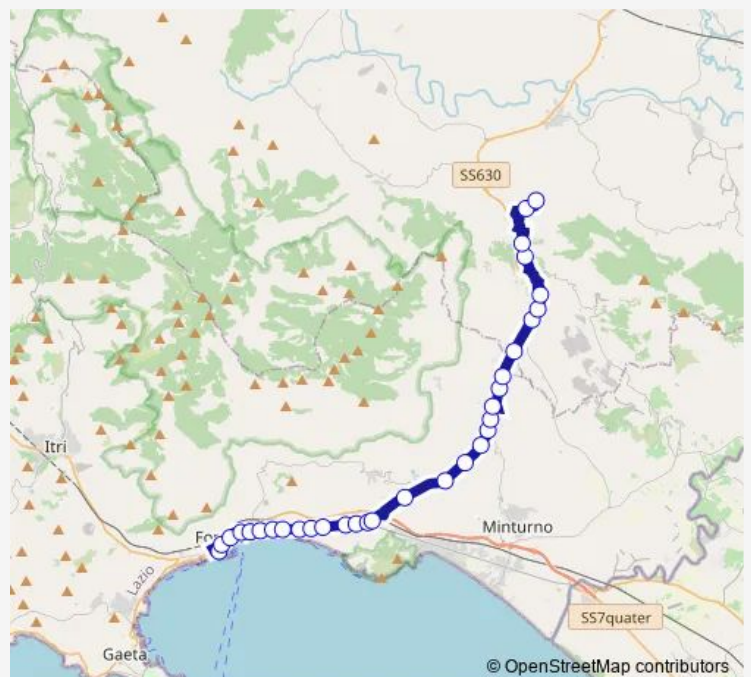 SS630
Itri
Minturno
Lazio
SS7quater
Gaeta
© OpenStreetMap contributors